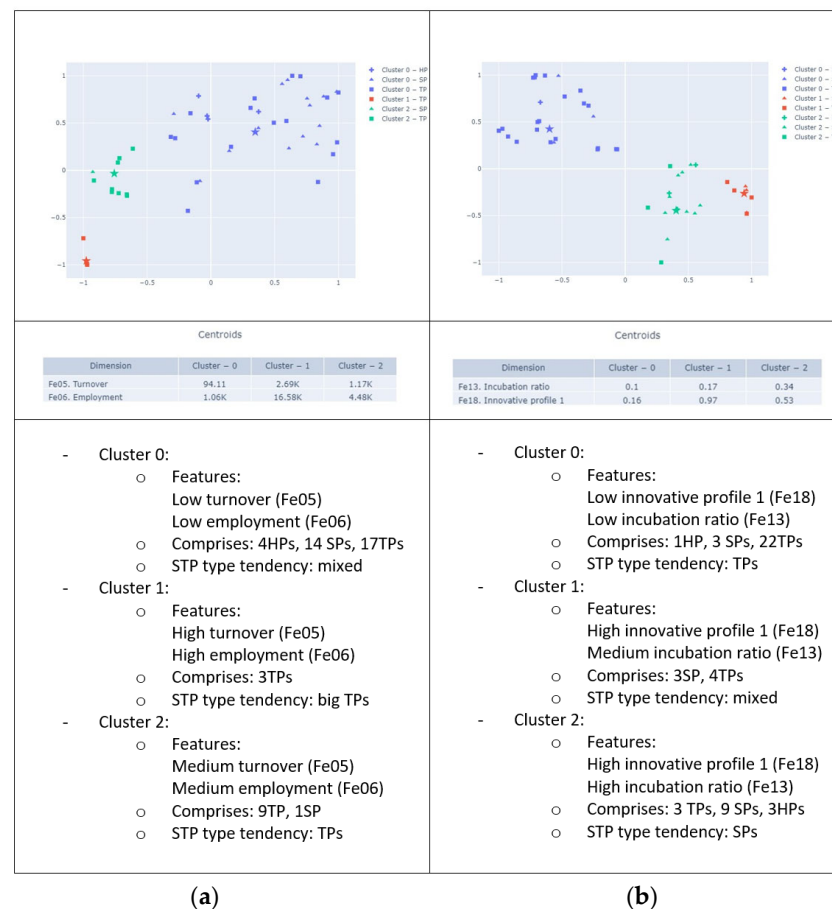 1
0.5
0
−0.5
−1
−1
−0.5
0
0.5
1
Cluster 0 − HP
Cluster 0 − SP
Cluster 0 − TP
Cluster 1 − TP
Cluster 2 − SP
Cluster 2 − TP
Centroids
Dimension Cluster − 0 Cluster − 1 Cluster − 2
Fe05. Turnover 94.11 2.69K 1.17K
Fe06. Employment 1.06K 16.58K 4.48K
- Cluster 0:
o Features:
Low turnover (Fe05)
Low employment (Fe06)
o Comprises: 4HPs, 14 SPs, 17TPs
o STP type tendency: mixed
- Cluster 1:
o Features:
High turnover (Fe05)
High employment (Fe06)
o Comprises: 3TPs
o STP type tendency: big TPs
- Cluster 2:
o Features:
Medium turnover (Fe05)
Medium employment (Fe06)
o Comprises: 9TP, 1SP
o STP type tendency: TPs
(a)
1
0.5
0
−0.5
−1
−1
−0.5
0
0.5
1
Cluster 0 −
Cluster 0 −
Cluster 0 −
Cluster 1 −
Cluster 1 −
Cluster 2 −
Cluster 2 −
Cluster 2 −
Centroids
Dimension Cluster − 0 Cluster − 1 Cluster − 2
Fe13. Incubation ratio 0.1 0.17 0.34
Fe18. Innovative profile 1 0.16 0.97 0.53
- Cluster 0:
o Features:
Low innovative profile 1 (Fe18)
Low incubation ratio (Fe13)
o Comprises: 1HP, 3 SPs, 22TPs
o STP type tendency: TPs
- Cluster 1:
o Features:
High innovative profile 1 (Fe18)
Medium incubation ratio (Fe13)
o Comprises: 3SP, 4TPs
o STP type tendency: mixed
- Cluster 2:
o Features:
High innovative profile 1 (Fe18)
High incubation ratio (Fe13)
o Comprises: 3 TPs, 9 SPs, 3HPs
o STP type tendency: SPs
(b)